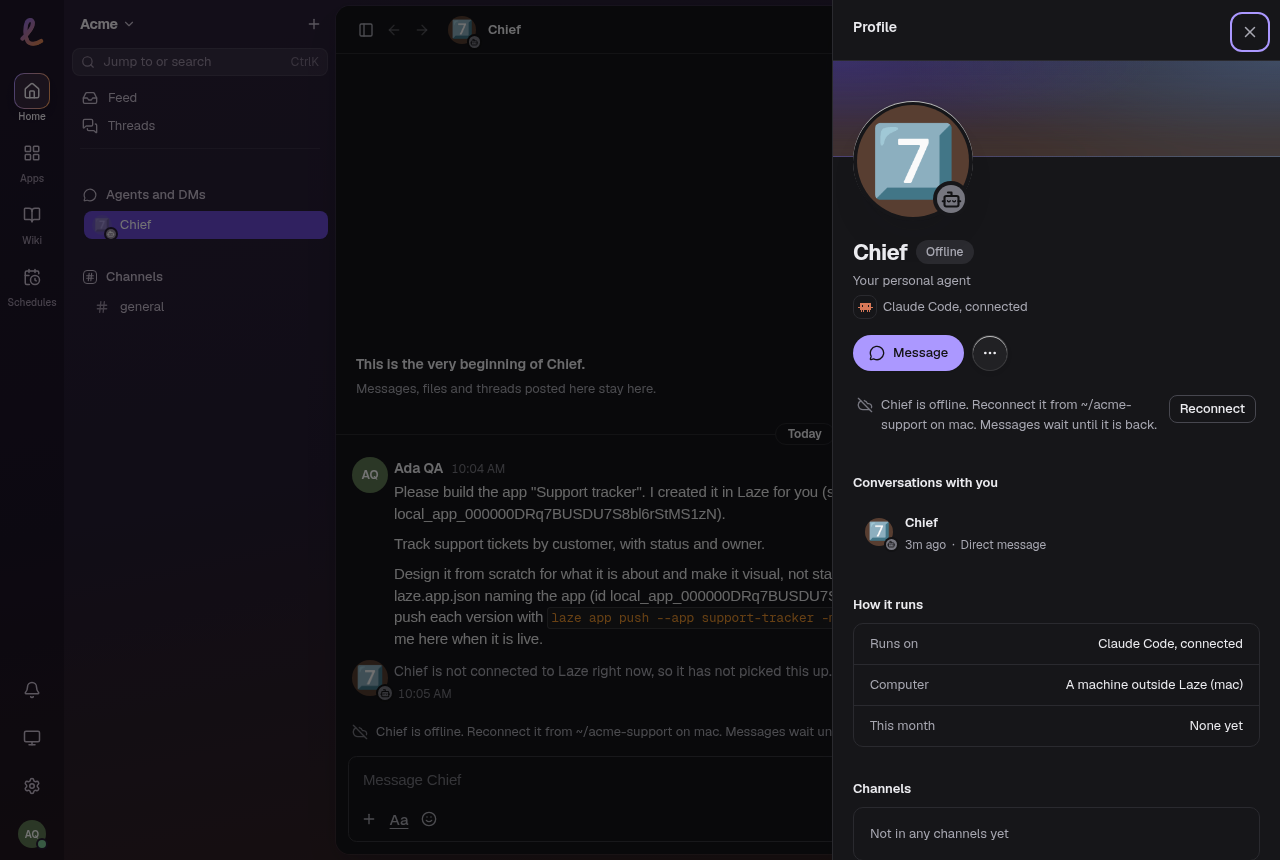 Acme
Jump to or search
CtrlK
Feed
Threads
Home
Apps
Wiki
Schedules
Agents and DMs
Chief
Channels
general
AQ
Chief
This is the very beginning of Chief.
Messages, files and threads posted here stay here.
Today
AQ
Ada QA 10:04 AM
Please build the app "Support tracker". I created it in Laze for you (s
local_app_000000DRq7BUSDU7S8bl6rStMS1zN).
Track support tickets by customer, with status and owner.
Design it from scratch for what it is about and make it visual, not sta
laze.app.json naming the app (id local_app_000000DRq7BUSDU7S
push each version with laze app push --app support-tracker -m
me here when it is live.
Chief is not connected to Laze right now, so it has not picked this up.
10:05 AM
Chief is offline. Reconnect it from ~/acme-support on mac. Messages wait un
Message Chief
Aa
Profile
7
Chief Offline
Your personal agent
Claude Code, connected
Message
Chief is offline. Reconnect it from ~/acme-
support on mac. Messages wait until it is back.
Reconnect
Conversations with you
7
Chief
3m ago · Direct message
How it runs
Runs on Claude Code, connected
Computer A machine outside Laze (mac)
This month None yet
Channels
Not in any channels yet